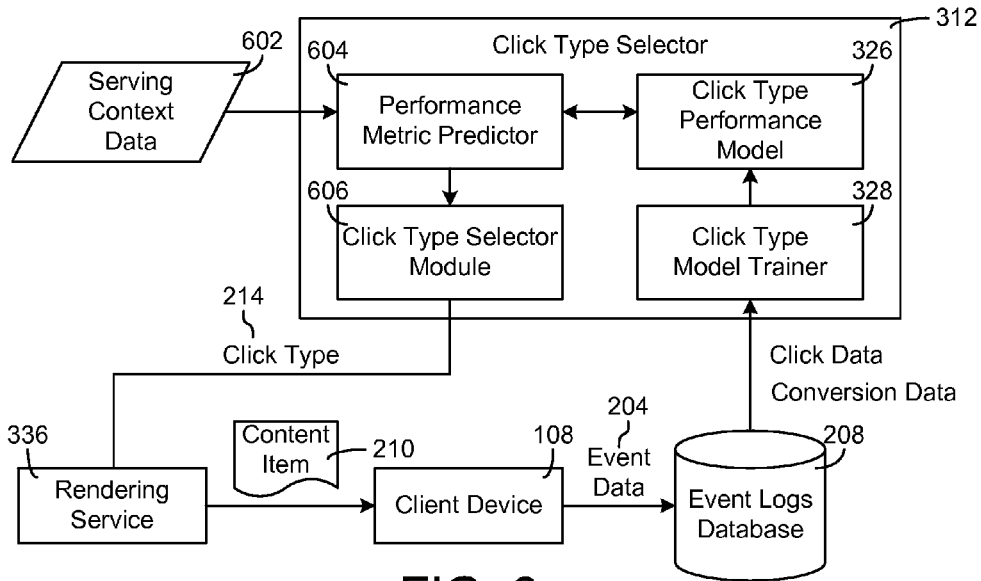 312
Click Type Selector
602
Serving
Context
Data
604
Performance
Metric Predictor
326
Click Type
Performance
Model
606
Click Type Selector
Module
328
Click Type
Model Trainer
214
Click Type
Click Data
Conversion Data
336
Rendering
Service
Content
Item
210
108
Client Device
204
Event
Data
208
Event Logs
Database